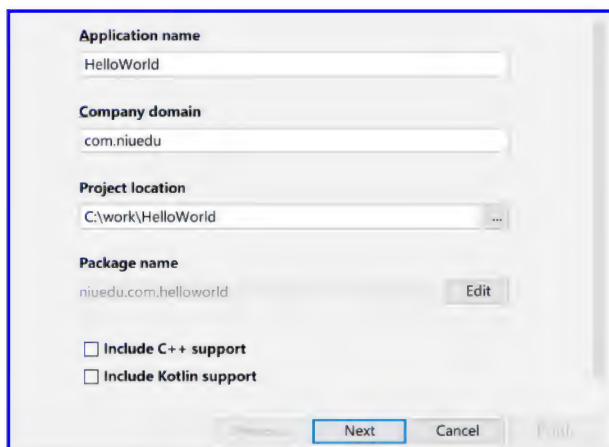 Application name
HelloWorld
Company domain
com.niuedu
Project location
C:\work\HelloWorld
...
Package name
niuedu.com.helloworld
Edit
Include C++ support
Include Kotlin support
Next
Cancel